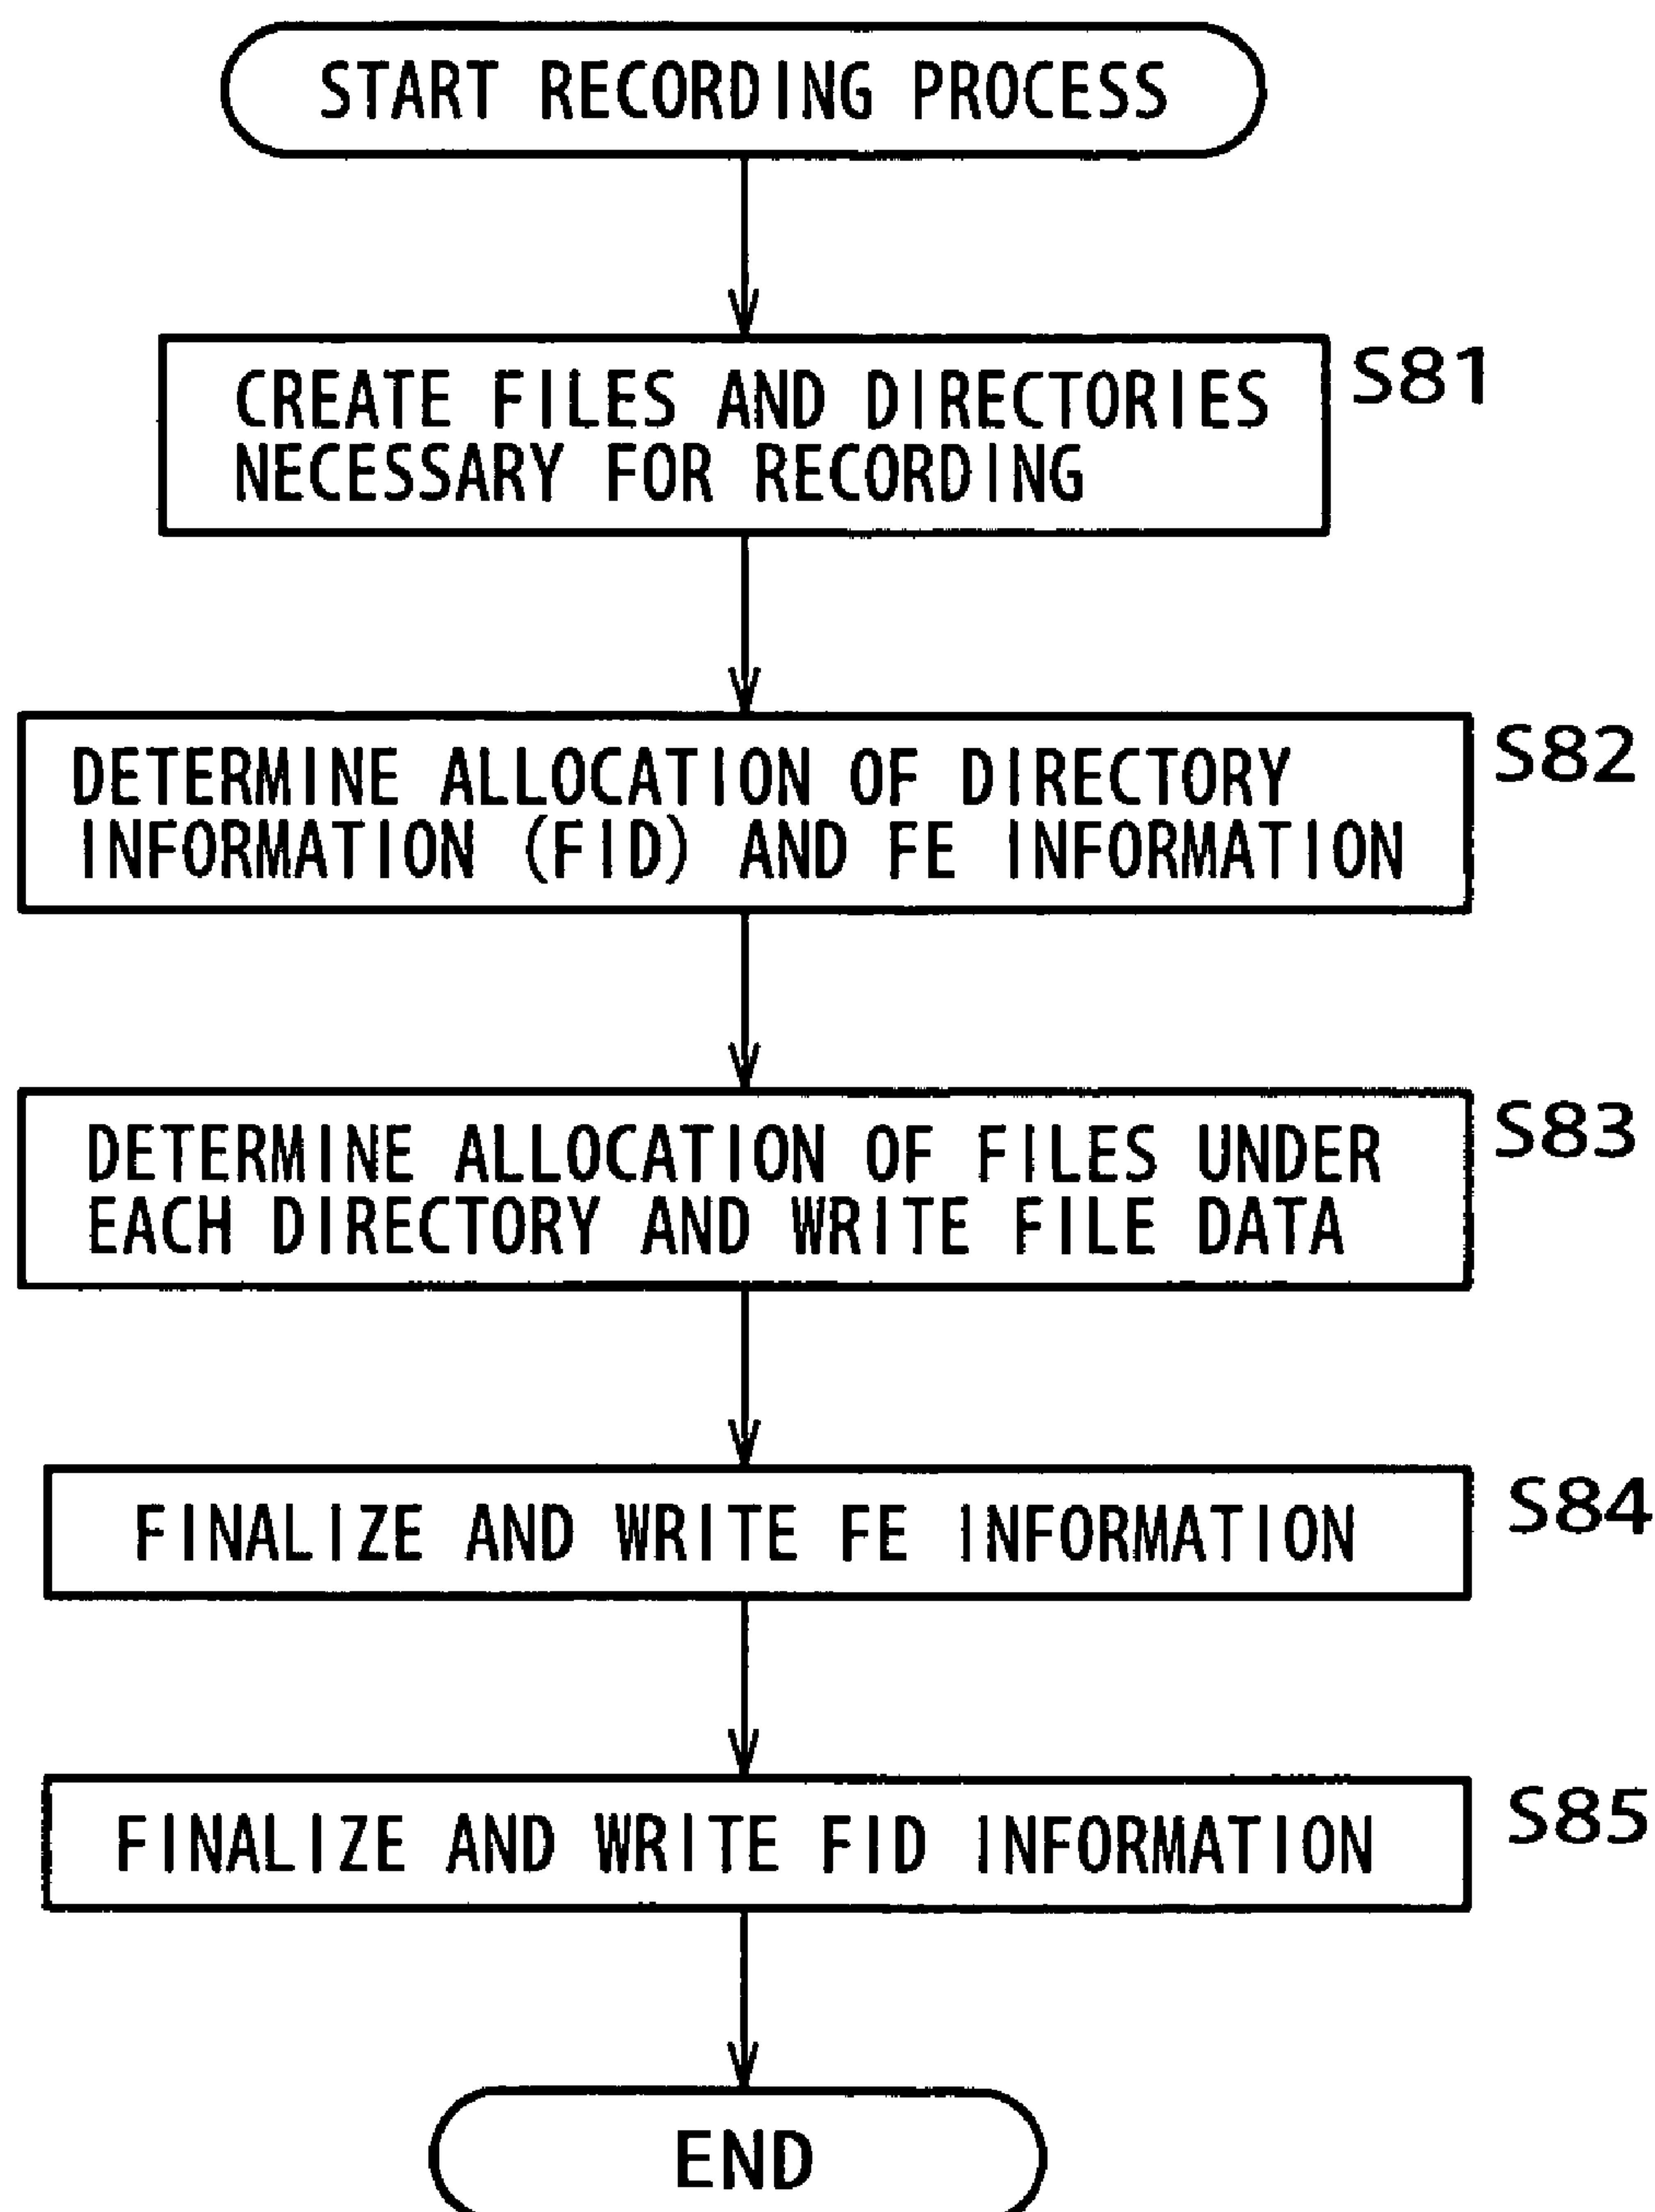 START RECORDING PROCESS
CREATE FILES AND DIRECTORIES
NECESSARY FOR RECORDING
S81
DETERMINE ALLOCATION OF DIRECTORY
INFORMATION (FID) AND FE INFORMATION
S82
DETERMINE ALLOCATION OF FILES UNDER
EACH DIRECTORY AND WRITE FILE DATA
S83
FINALIZE AND WRITE FE INFORMATION
S84
FINALIZE AND WRITE FID INFORMATION
S85
END